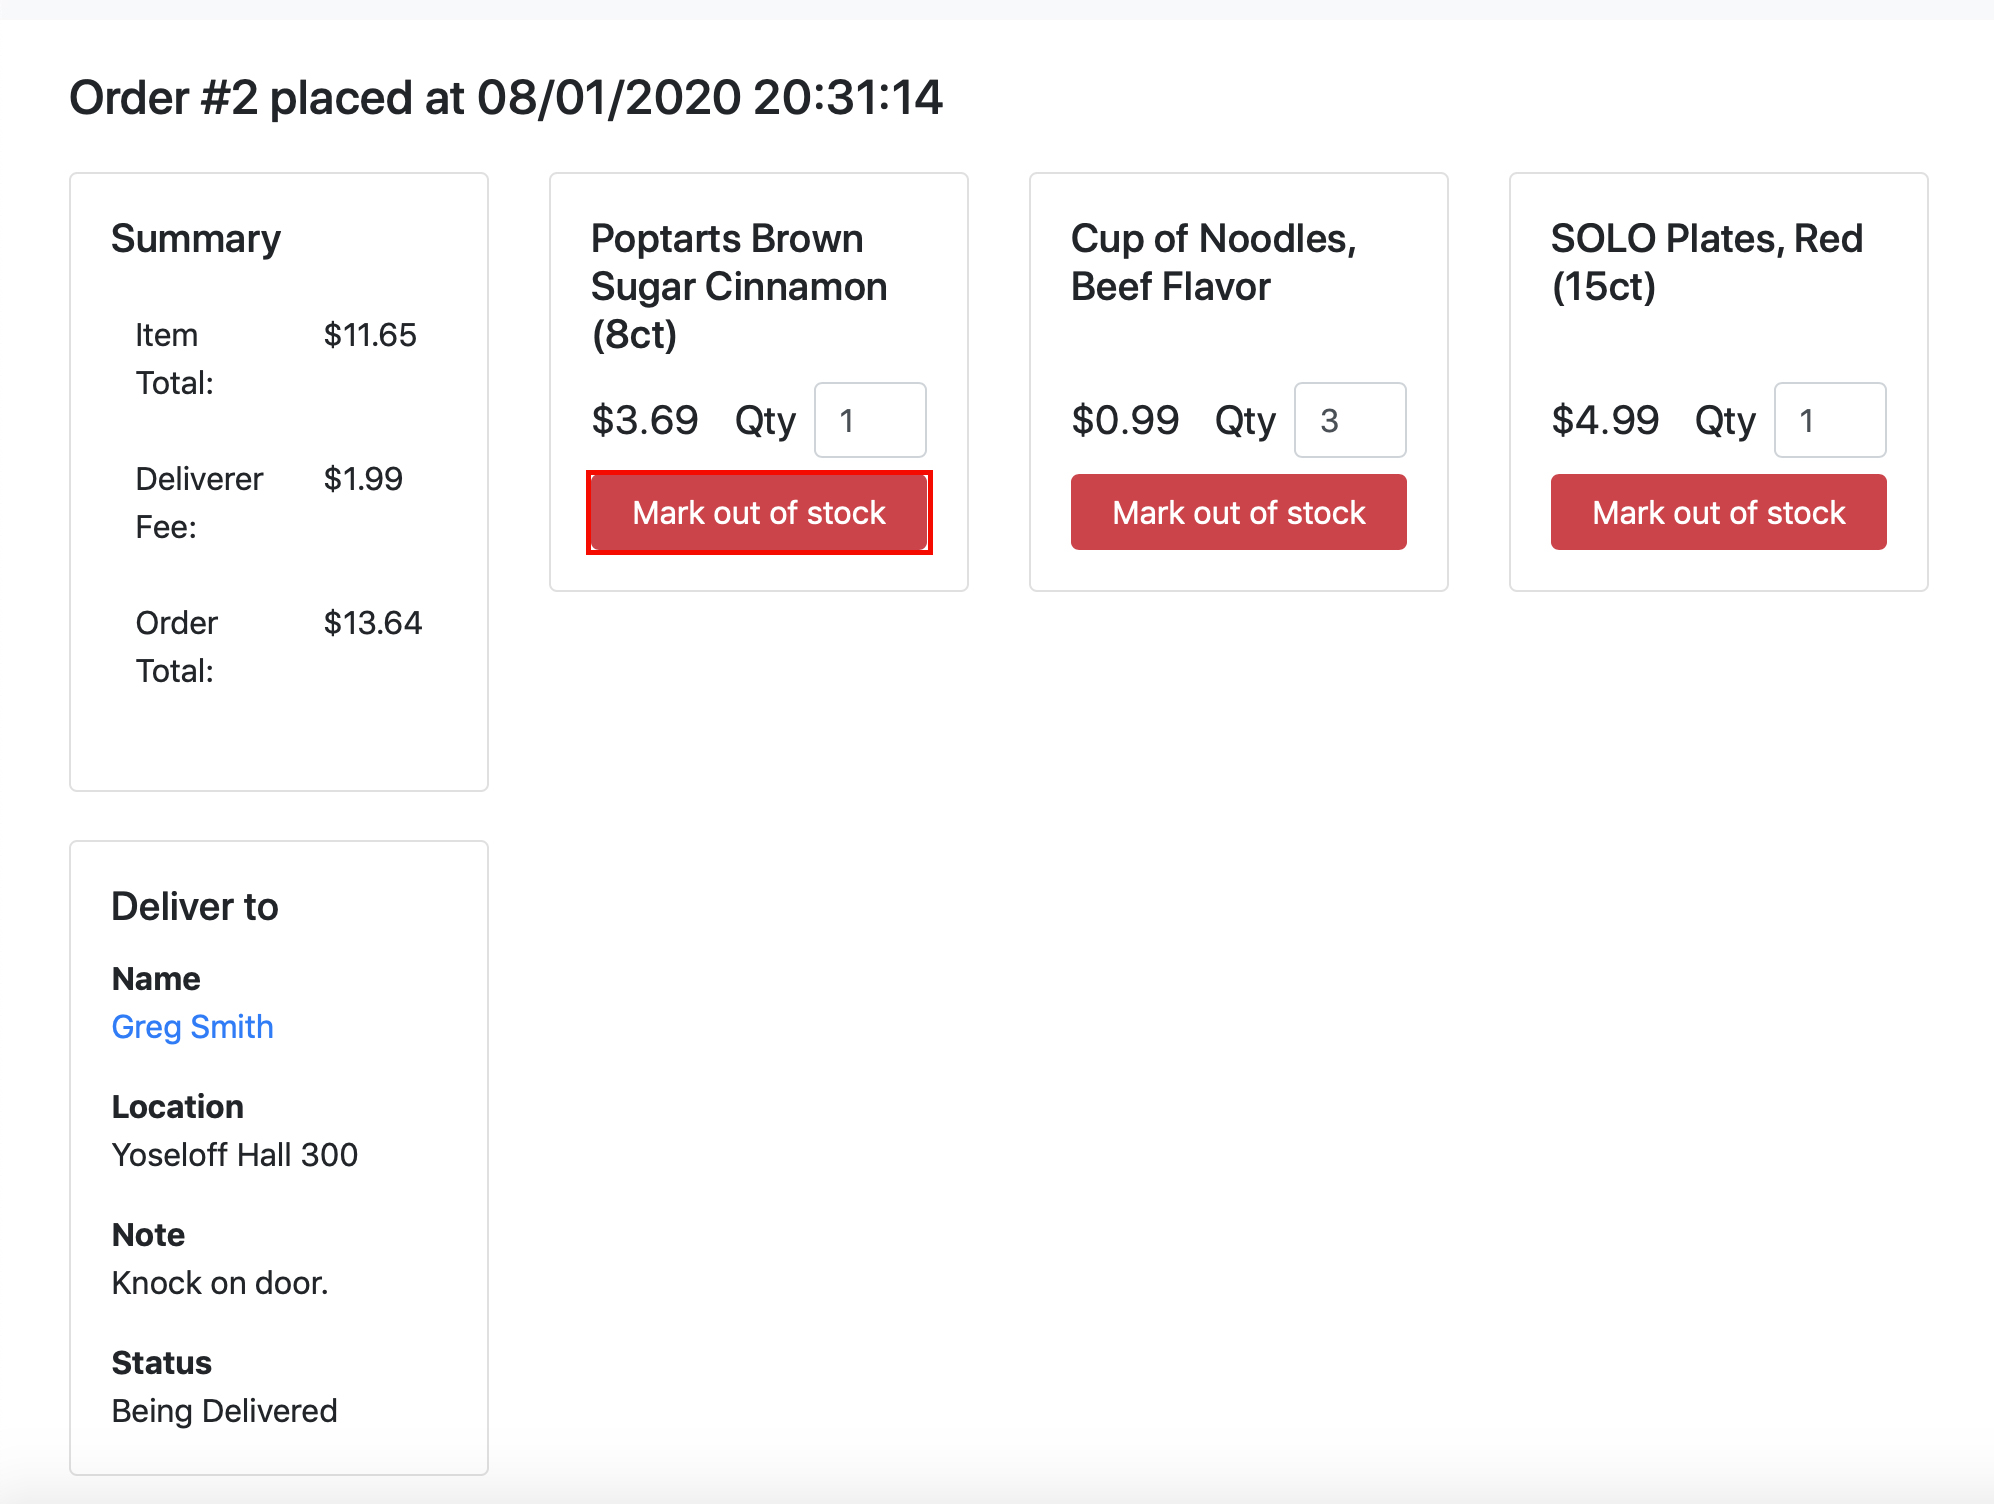 Order #2 placed at 08/01/2020 20:31:14
Summary
Item $11.65
Total:
Deliverer $1.99
Fee:
Order $13.64
Total:
Poptarts Brown
Sugar Cinnamon
(8ct)
$3.69 Qty 1
Mark out of stock
Cup of Noodles,
Beef Flavor
$0.99 Qty 3
Mark out of stock
SOLO Plates, Red
(15ct)
$4.99 Qty 1
Mark out of stock
Deliver to
Name
Greg Smith
Location
Yoseloff Hall 300
Note
Knock on door.
Status
Being Delivered